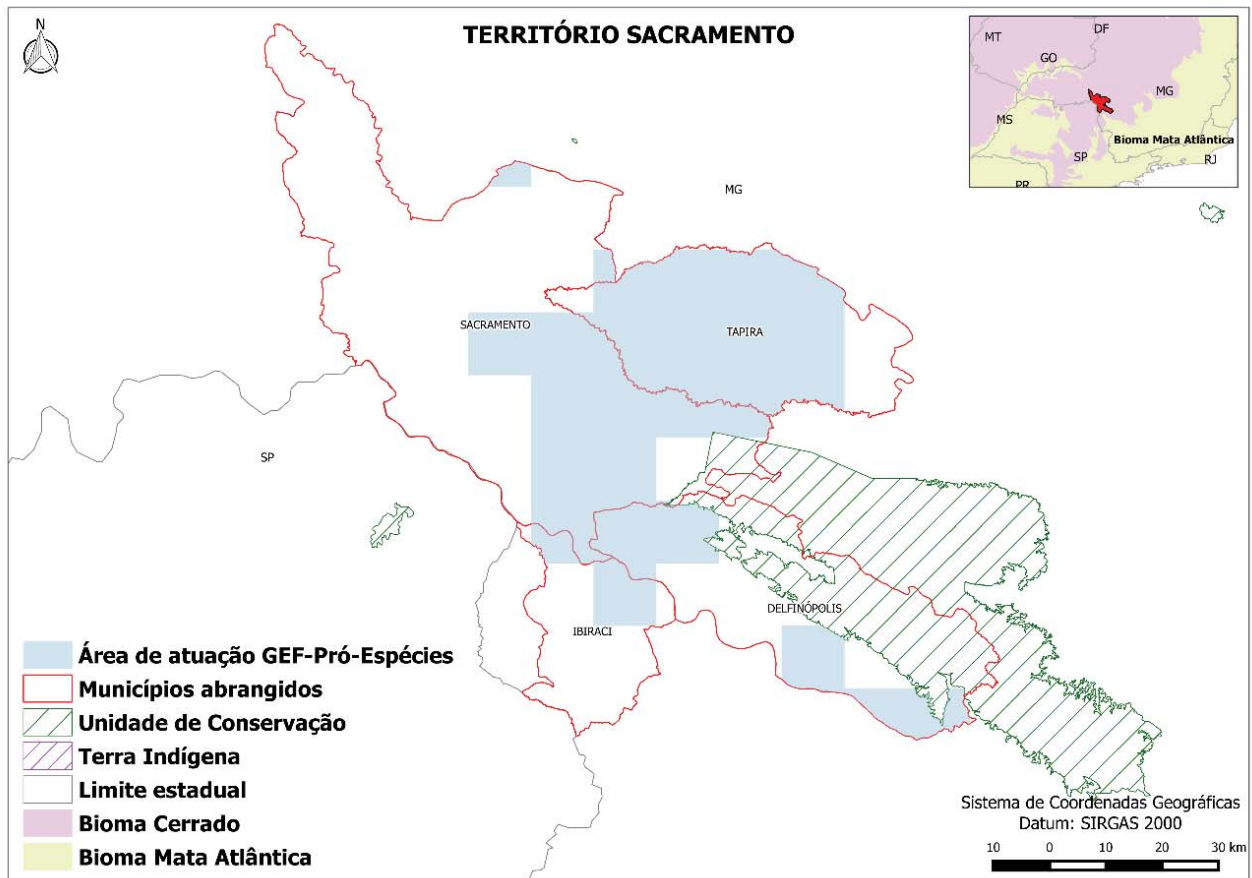 N
TERRITÓRIO SACRAMENTO
MT
DF
GO
MG
MS
Bioma Mata Atlântica
SP
RJ
PR
MG
SACRAMENTO
TAPIRA
SP
DELFINÓPOLIS
IBIRACI
Área de atuação GEF-Pró-Espécies
Municípios abrangidos
Unidade de Conservação
Terra Indígena
Limite estadual
Bioma Cerrado
Bioma Mata Atlântica
Sistema de Coordenadas Geográficas
Datum: SIRGAS 2000
10 0 10 20 30 km